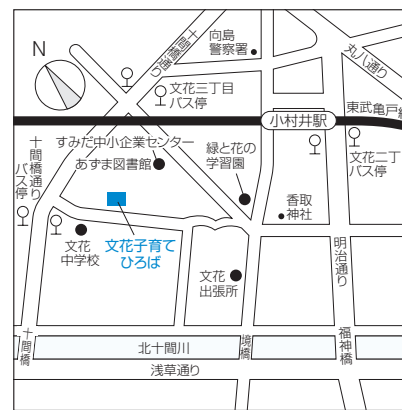 N
十間橋通り
向島
警察署
丸八通り
文花三丁目
バス停
小村井駅
東武亀戸線
すみだ中小企業センター
あずま図書館
緑と花の
学習園
文花二丁
バス停
十間橋通り
バス停
香取
神社
文花
中学校
文花子育て
ひろば
文花
出張所
明治通り
十間橋
北十間川
境橋
福神橋
浅草通り